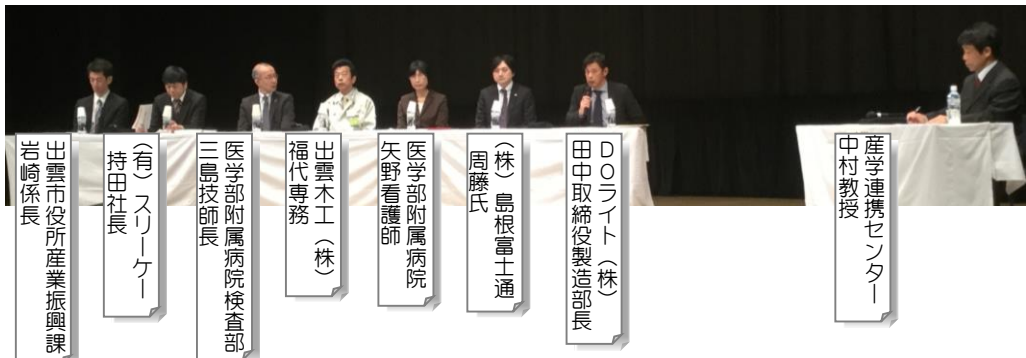 出雲市役所産業振興課
岩崎係長
（有）スリーケー
持田社長
医学部附属病院検査部
三島技師長
出雲木工（株）
福代専務
医学部附属病院
矢野看護師
（株）島根富士通
周藤氏
DOライト（株）
田中取締役製造部長
産学連携センター
中村教授